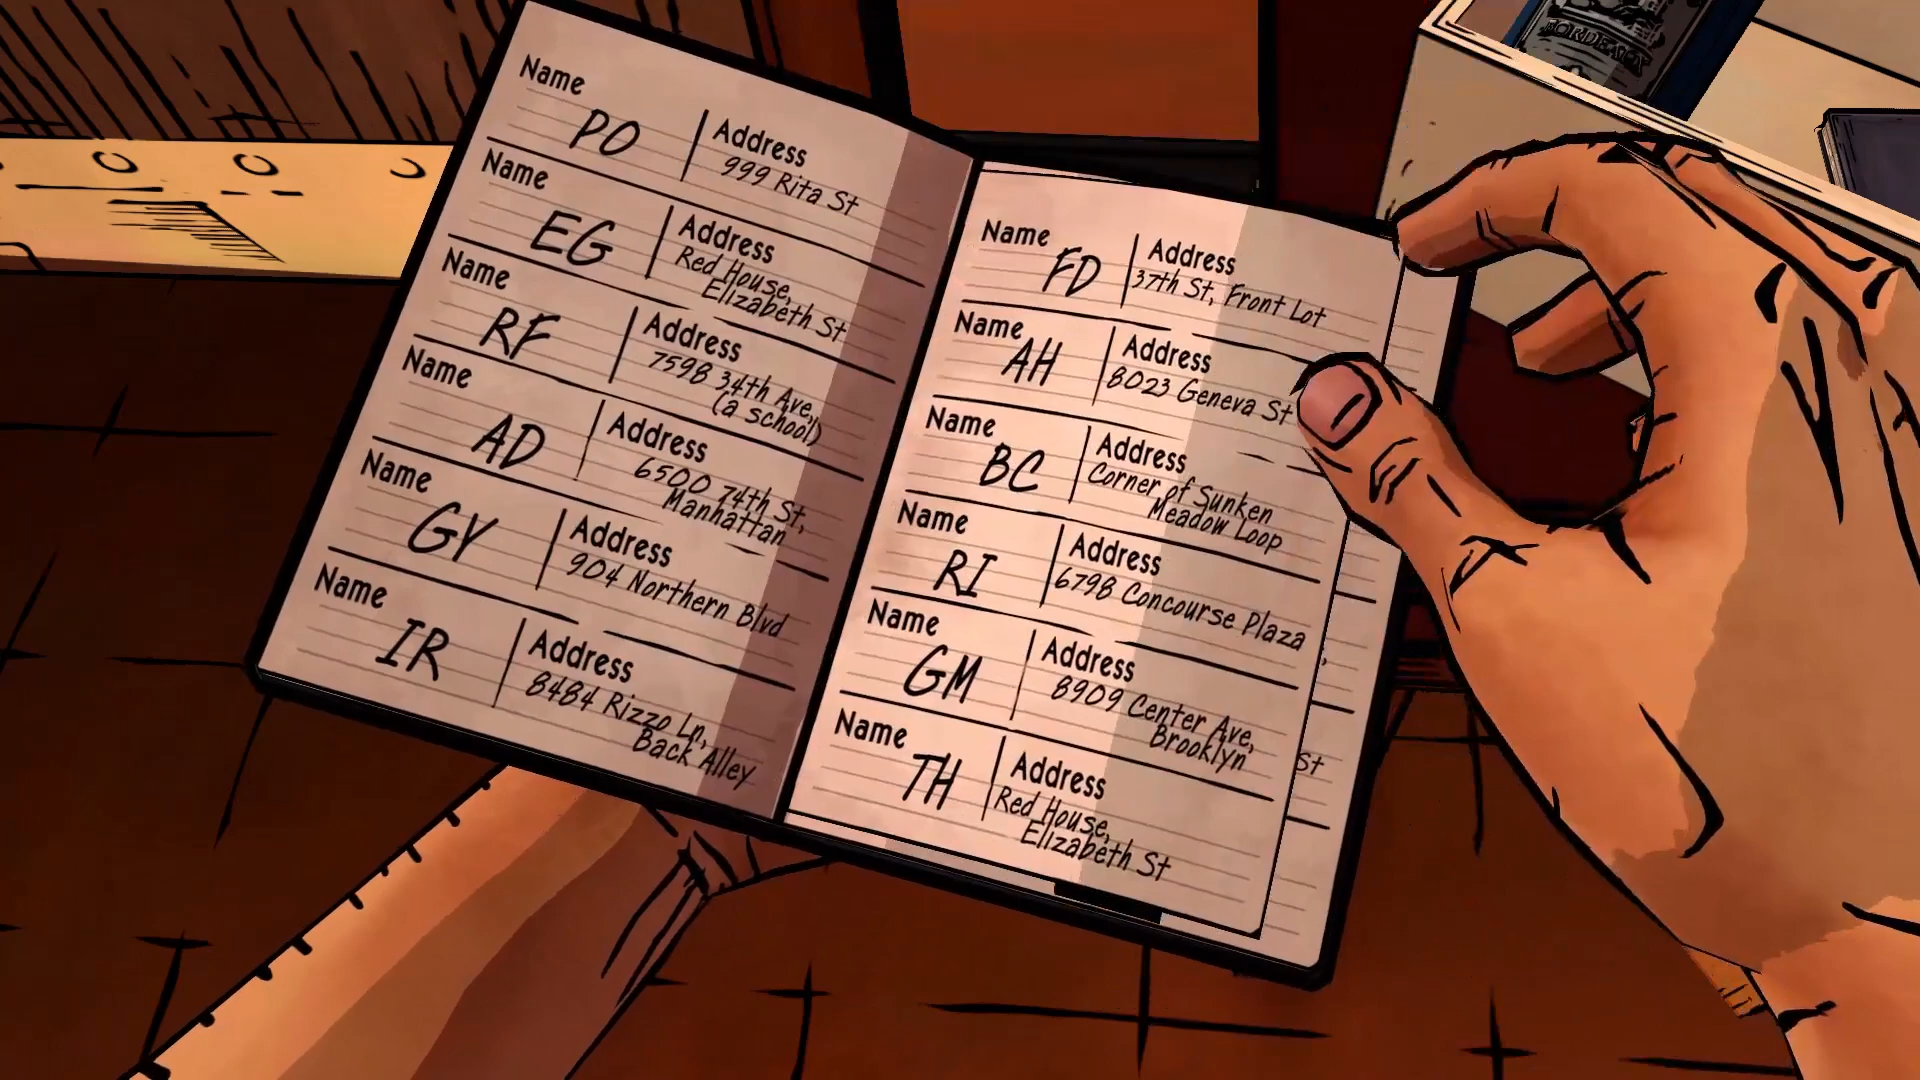 Name
PO
Address
999 Rita St
Name
EG
Address
Red House,
Elizabeth St
Name
RF
Address
7598 34th Ave,
(a school)
Name
AD
Address
6500 74th St,
Manhattan
Name
GY
Address
904 Northern Blvd
Name
IR
Address
8484 Rizzo Ln,
Back Alley
Name
FD
Address
37th St, Front Lot
Name
AH
Address
8023 Geneva St
Name
BC
Address
Corner of Sunken
Meadow Loop
Name
RI
Address
6798 Concourse Plaza
Name
GM
Address
8909 Center Ave,
Brooklyn
Name
TH
Address
Red House,
Elizabeth St
,
St